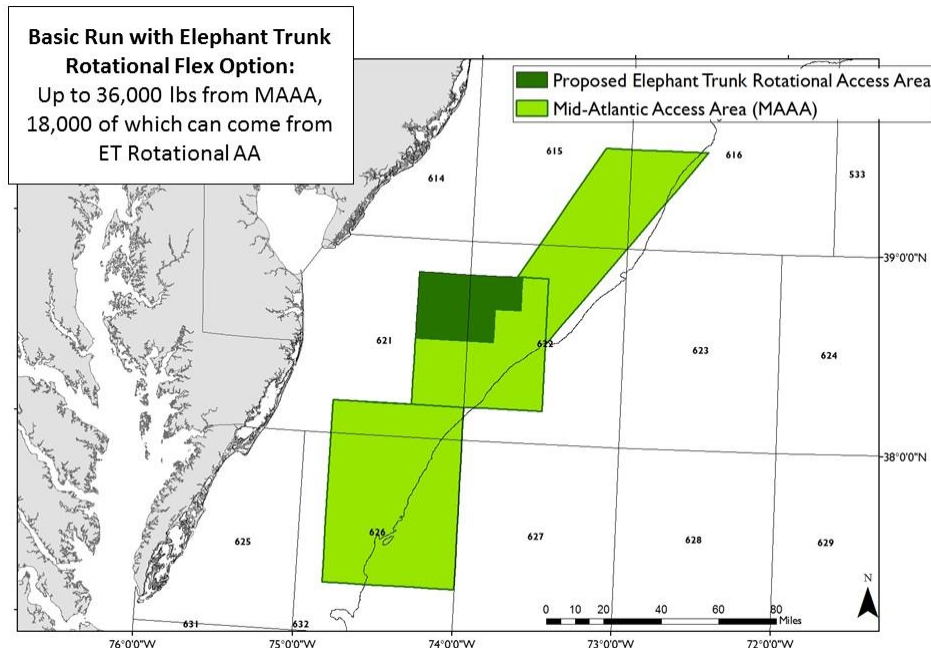 Basic Run with Elephant Trunk
Rotational Flex Option:
Up to 36,000 lbs from MAAA,
18,000 of which can come from
ET Rotational AA
Proposed Elephant Trunk Rotational Access Area
Mid-Atlantic Access Area (MAAA)
615
616
614
533
39°0'0"N
621
622
623
624
38°0'0"N
626
625
627
628
629
N
0 10 20 40 60 80
Miles
631
632
76°0'0"W 75°0'0"W 74°0'0"W 73°0'0"W 72°0'0"W